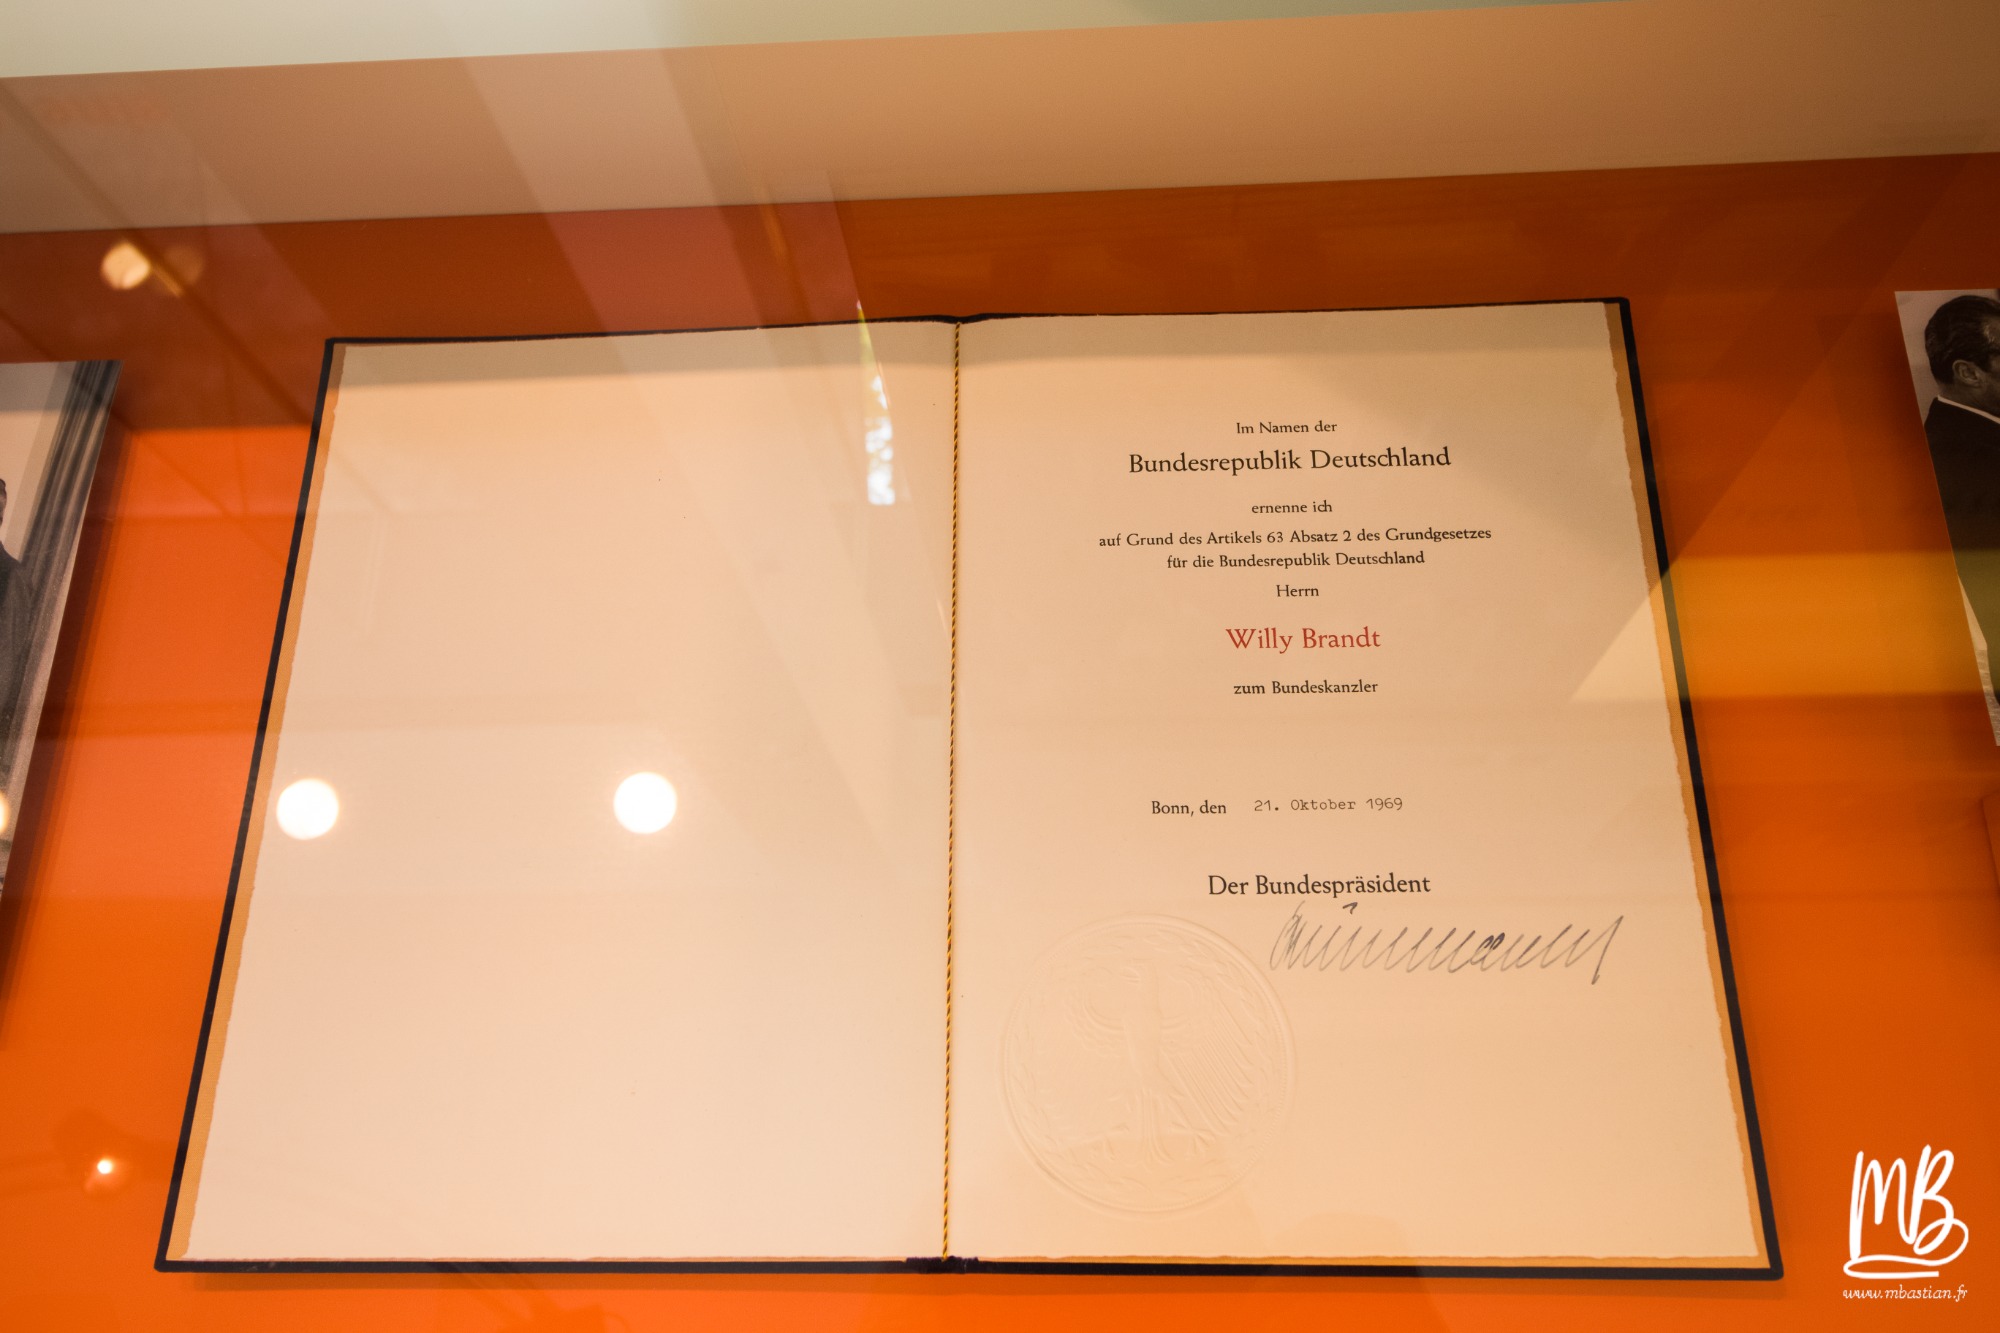 Im Namen der
Bundesrepublik Deutschland
ernenne ich
auf Grund des Artikels 63 Absatz 2 des Grundgesetzes
für die Bundesrepublik Deutschland
Herrn
Willy Brandt
zum Bundeskanzler
Bonn, den 21. Oktober 1969
Der Bundespräsident
MB
www.mbastian.fr